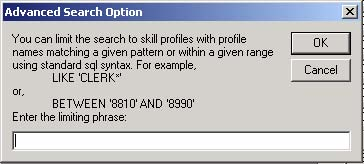 Advanced Search Option
You can limit the search to skill profiles with profile
names matching a given pattern or within a given range
using standard sql syntax. For example,
LIKE 'CLERK*'
or,
BETWEEN '8810' AND '8990'
Enter the limiting phrase:
OK
Cancel